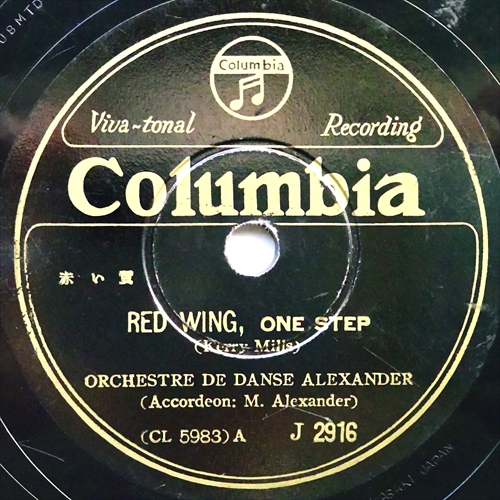 Columbia
Viva-tonal Recording
Columbia
赤い翼
RED WING, ONE STEP
(Kerry Mills)
ORCHESTRE DE DANSE ALEXANDER
(Accordeon: M. Alexander)
(CL 5983) A J 2916
JAPAN